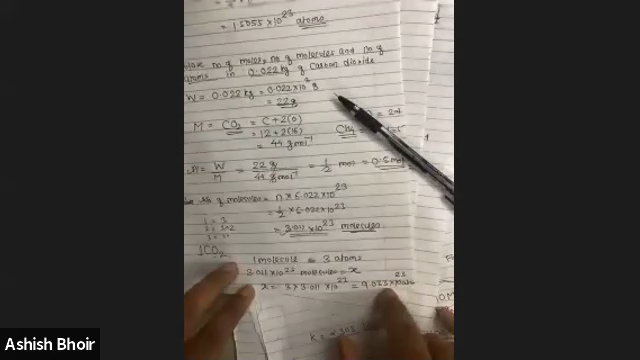 = 1.5055 × 10^23 atoms
no of moles, no of molecules and no of
atoms in 0.022 kg of Carbon dioxide
W = 0.022 kg = 0.022 × 10^3 g
= 22g
M = CO2 = C + 2(O)
= 12 + 2(16)
= 44 g mol^-1
n = W/M = 22 g / 44 g mol^-1 = 1/2 mol = 0.5 mol
No of molecules = n × 6.022 × 10^23
= 1/2 × 6.022 × 10^23
= 3.011 × 10^23 molecules
CO2
1 molecule = 3 atoms
3.011 × 10^23 molecules = x
x = 3 × 3.011 × 10^23 = 9.033 × 10^23
Ashish Bhoir